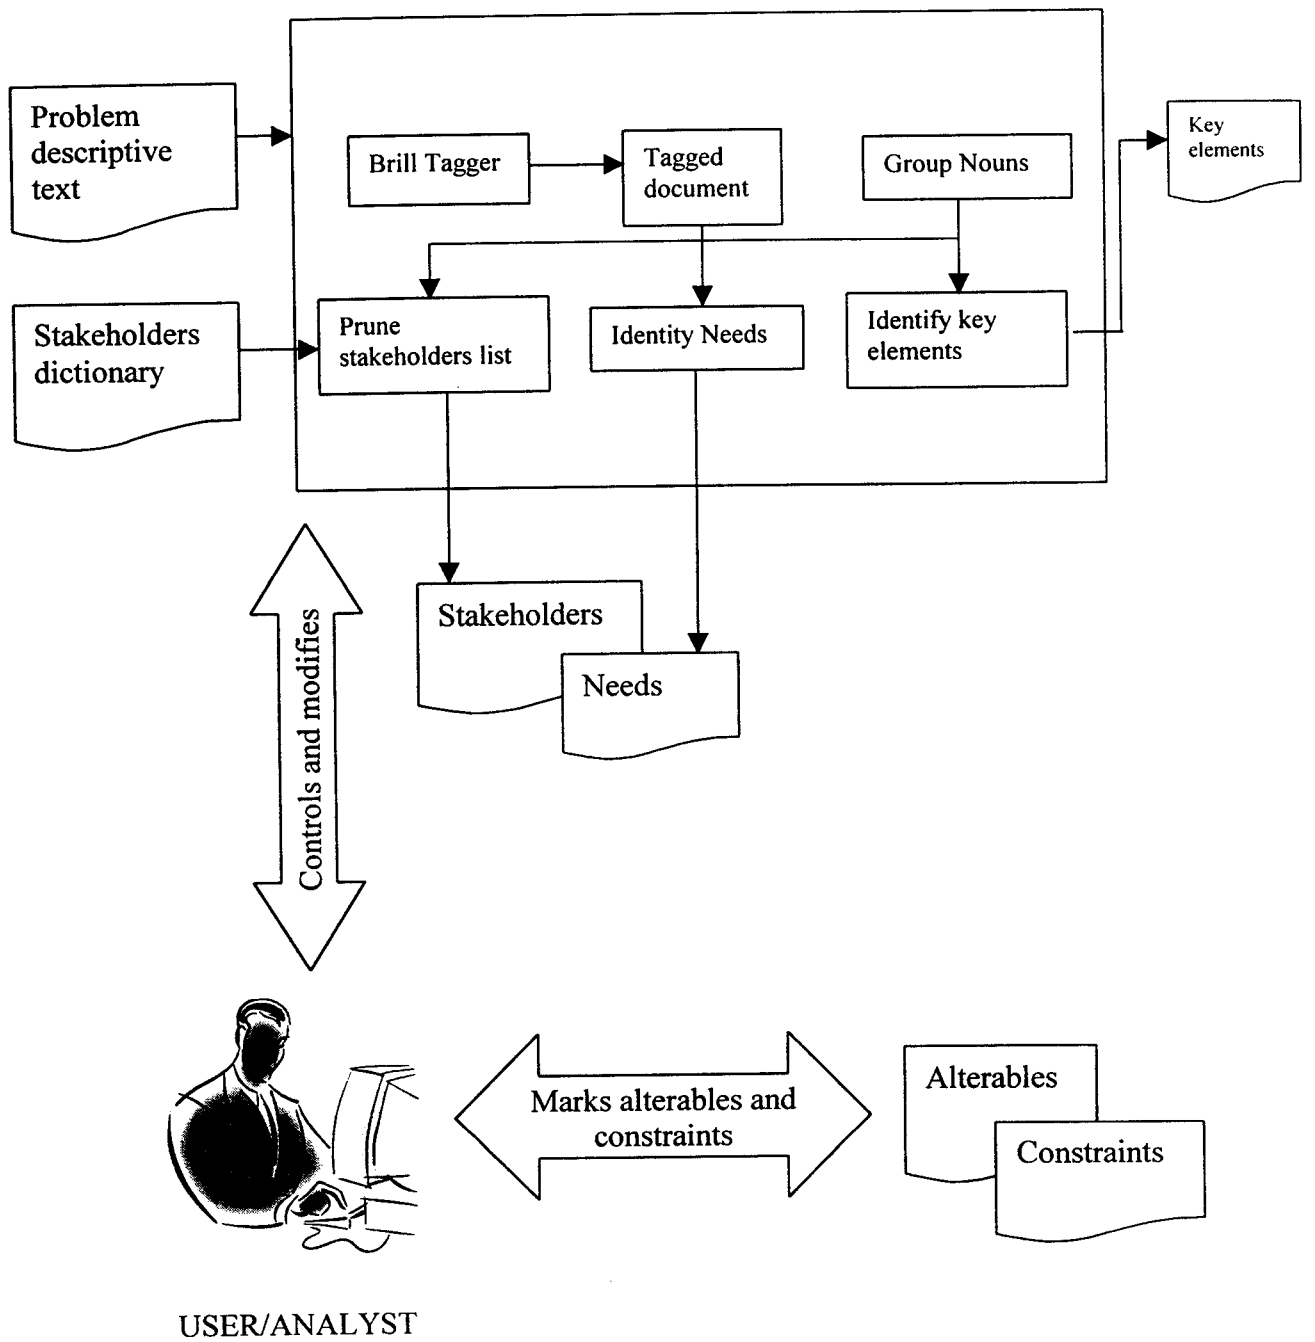 Problem
descriptive
text
Brill Tagger
Tagged
document
Group Nouns
Key
elements
Stakeholders
dictionary
Prune
stakeholders list
Identity Needs
Identify key
elements
Stakeholders
Needs
Controls and modifies
Marks alterables and
constraints
Alterables
Constraints
USER/ANALYST